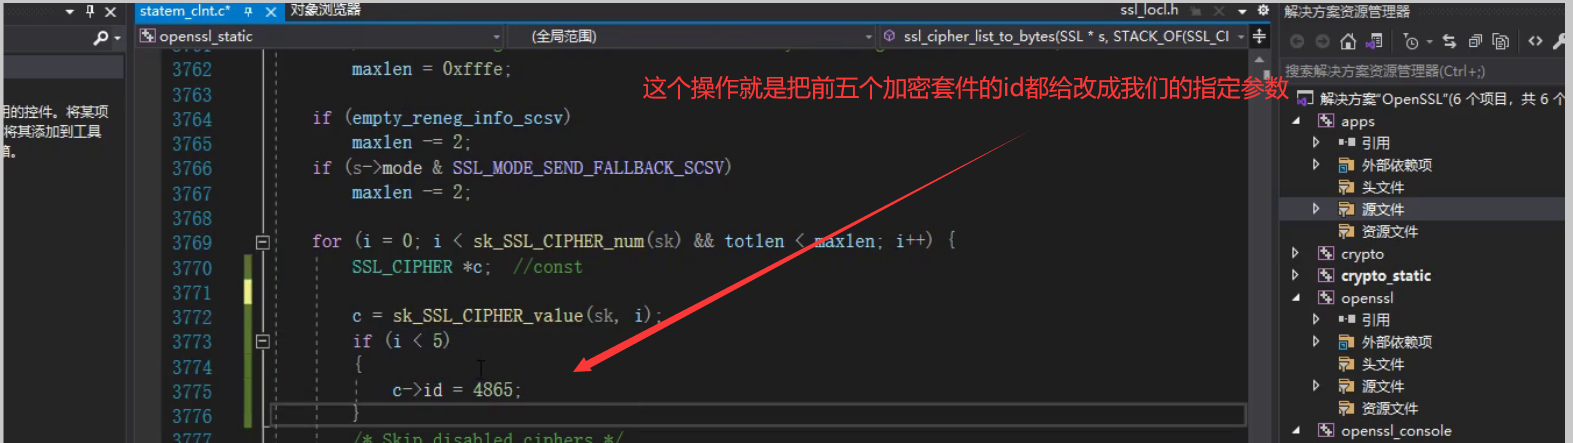 statem_clnt.c*
对象浏览器
ssl_locl.h
解决方案资源管理器
openssl_static
(全局范围)
ssl_cipher_list_to_bytes(SSL * s, STACK_OF(SSL_CI
搜索解决方案资源管理器(Ctrl+;)
用的控件。将某项
将其添加到工具
箱。
3762 maxlen = 0xfffe;
3763
3764 if (empty_reneg_info_scsv)
3765 maxlen -= 2;
3766 if (s->mode & SSL_MODE_SEND_FALLBACK_SCSV)
3767 maxlen -= 2;
3768
3769 for (i = 0; i < sk_SSL_CIPHER_num(sk) && totlen < maxlen; i++) {
3770 SSL_CIPHER *c; //const
3771
3772 c = sk_SSL_CIPHER_value(sk, i);
3773 if (i < 5)
3774 {
3775 c->id = 4865;
3776 }
3777 /* Skip disabled ciphers */
这个操作就是把前五个加密套件的id都给改成我们的指定参数
解决方案"OpenSSL"(6 个项目，共 6 个
apps
引用
外部依赖项
头文件
源文件
资源文件
crypto
crypto_static
openssl
引用
外部依赖项
头文件
源文件
资源文件
openssl_console